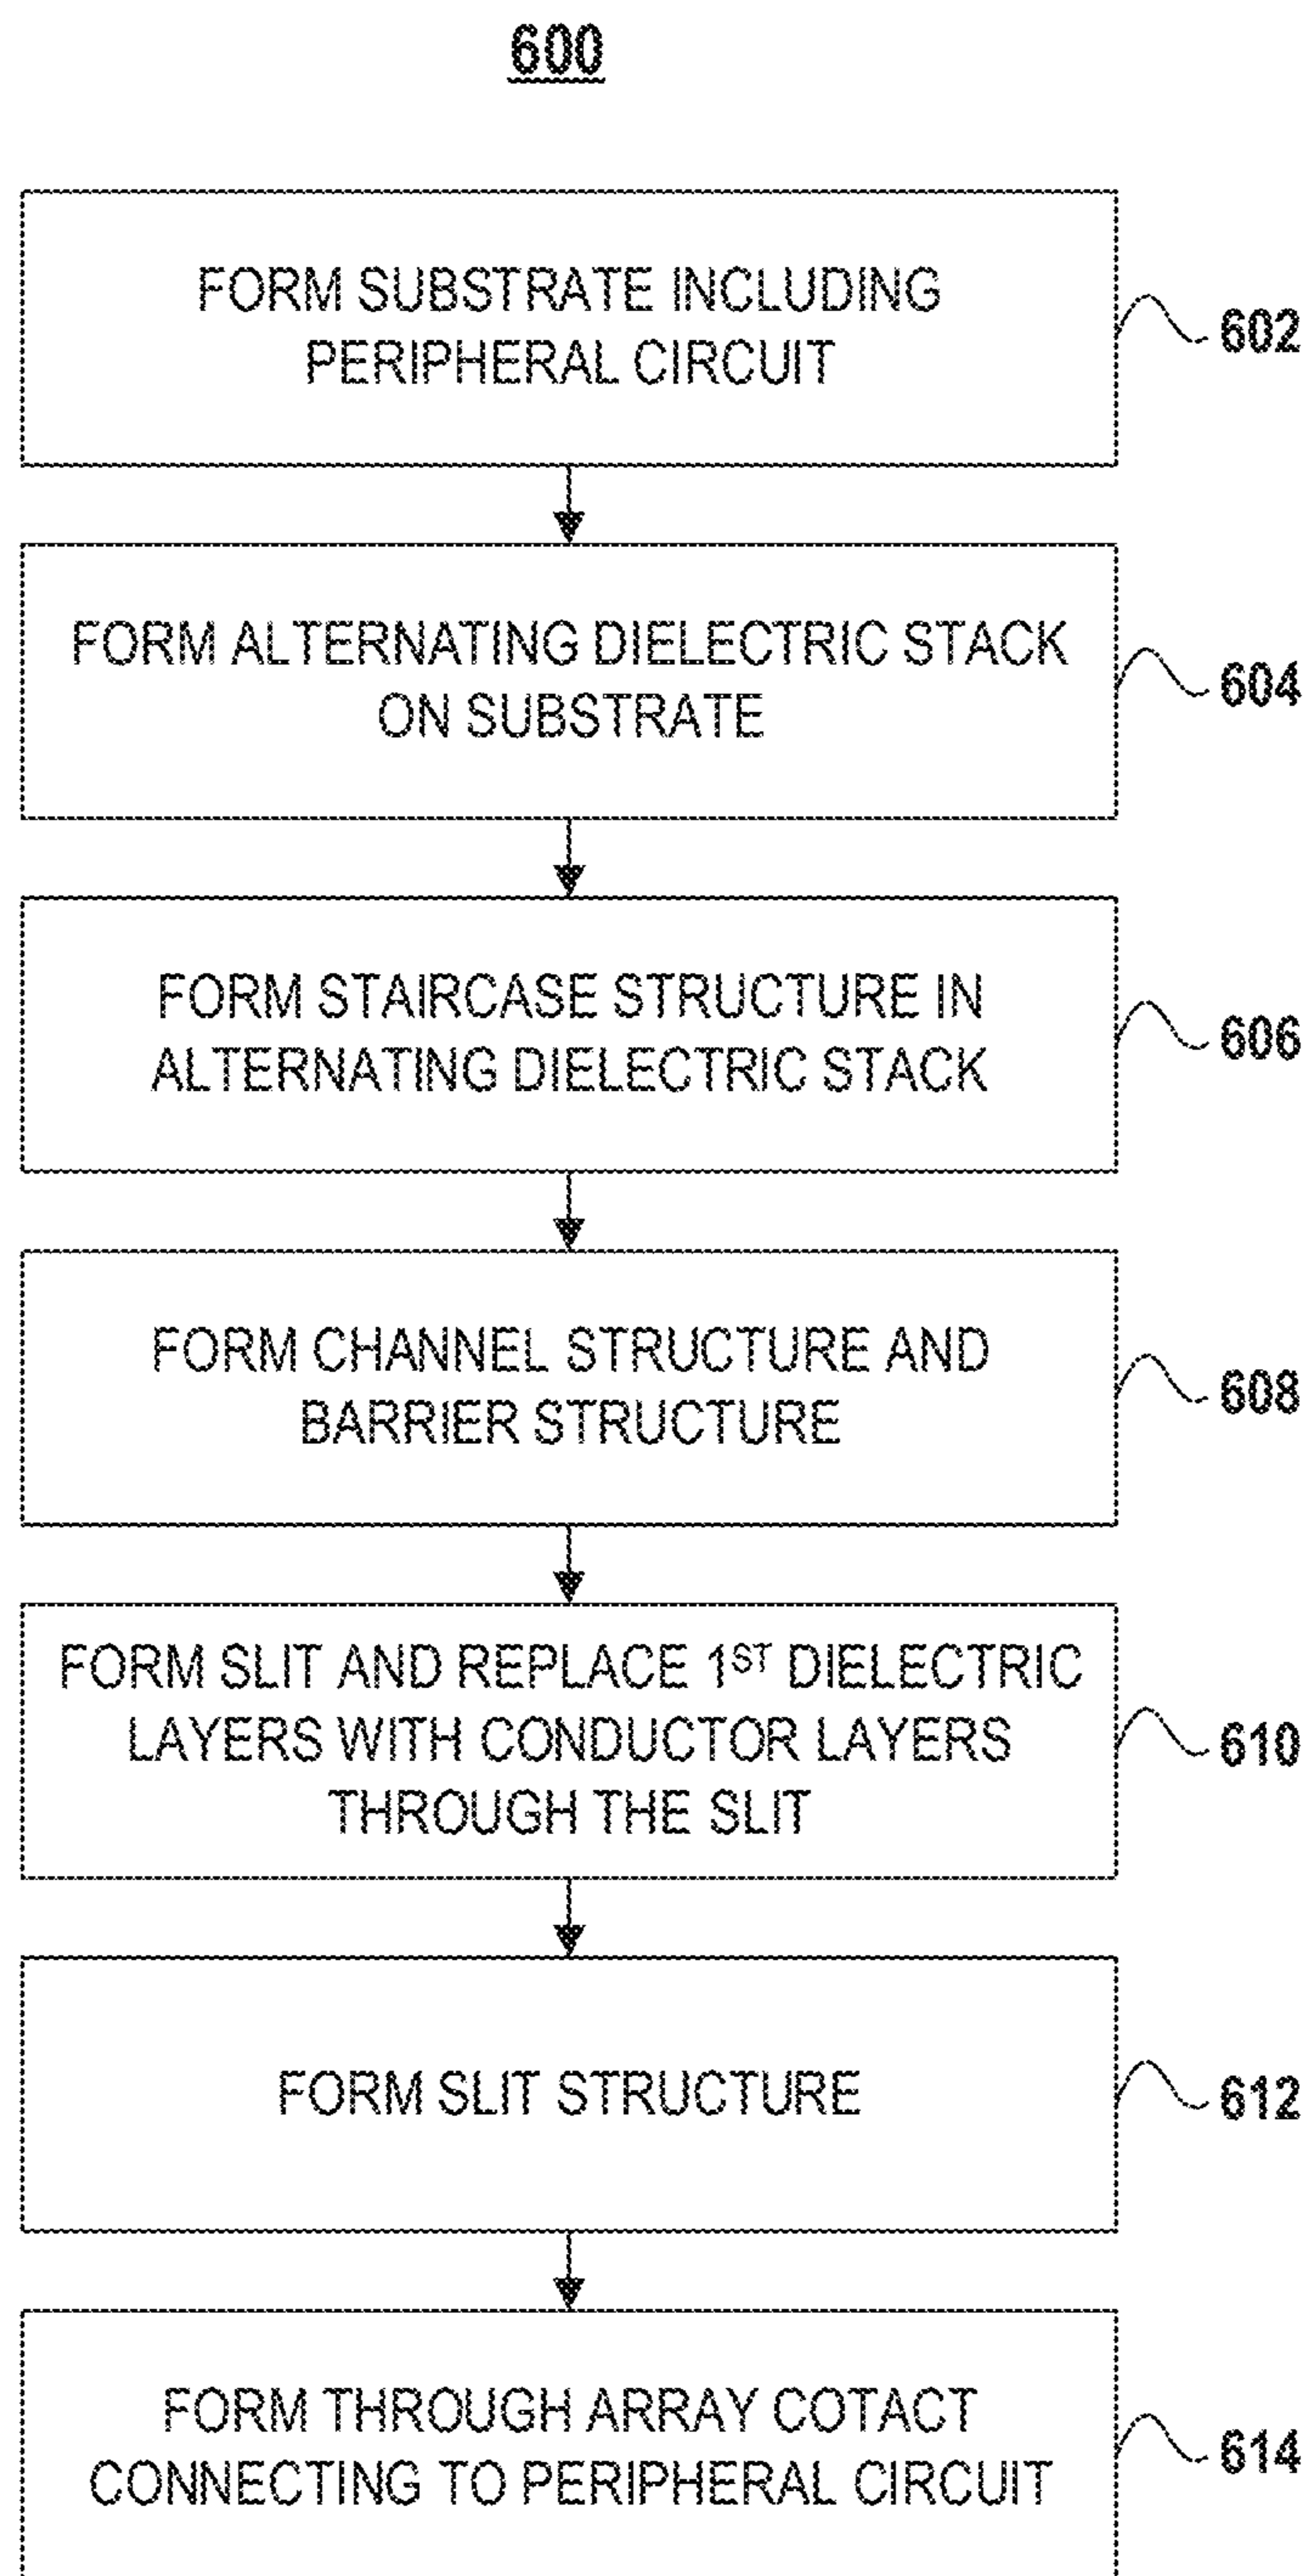 600
FORM SUBSTRATE INCLUDING
PERIPHERAL CIRCUIT
602
FORM ALTERNATING DIELECTRIC STACK
ON SUBSTRATE
604
FORM STAIRCASE STRUCTURE IN
ALTERNATING DIELECTRIC STACK
606
FORM CHANNEL STRUCTURE AND
BARRIER STRUCTURE
608
FORM SLIT AND REPLACE 1ST DIELECTRIC
LAYERS WITH CONDUCTOR LAYERS
THROUGH THE SLIT
610
FORM SLIT STRUCTURE
612
FORM THROUGH ARRAY COTACT
CONNECTING TO PERIPHERAL CIRCUIT
614